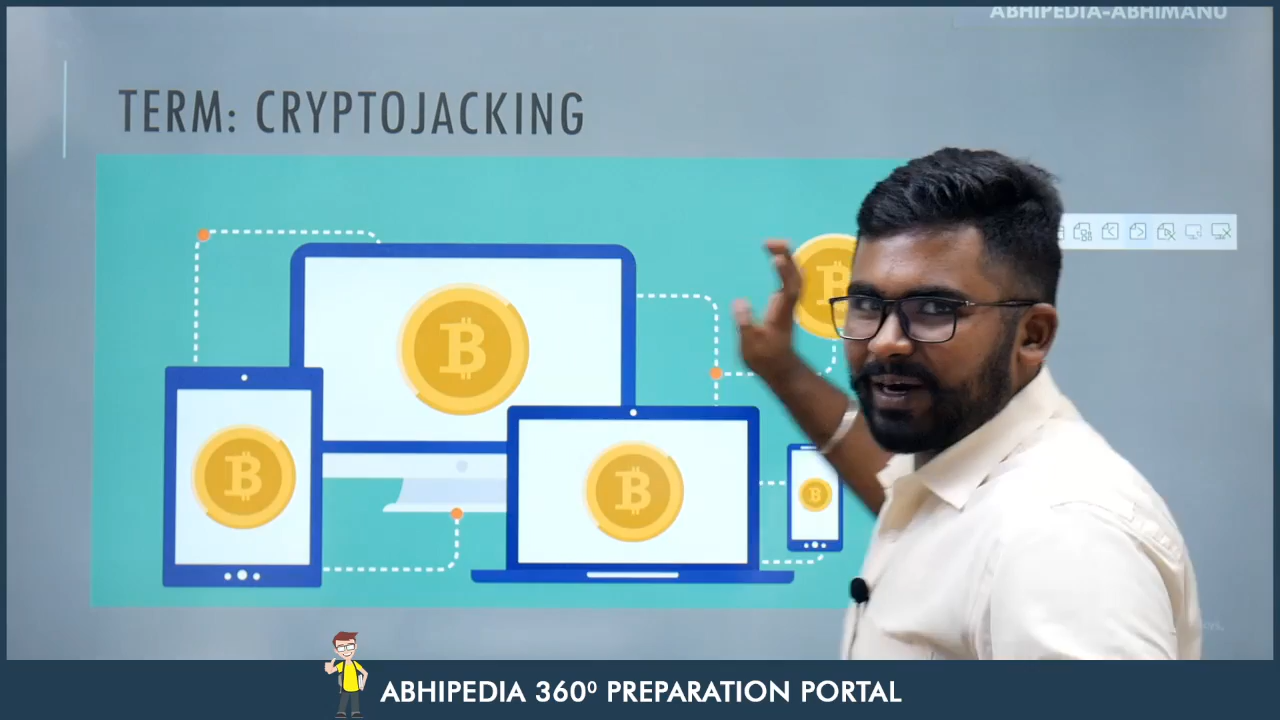 ABHIPEDIA-ABHIMANU
TERM: CRYPTOJACKING
ABHIPEDIA 360⁰ PREPARATION PORTAL